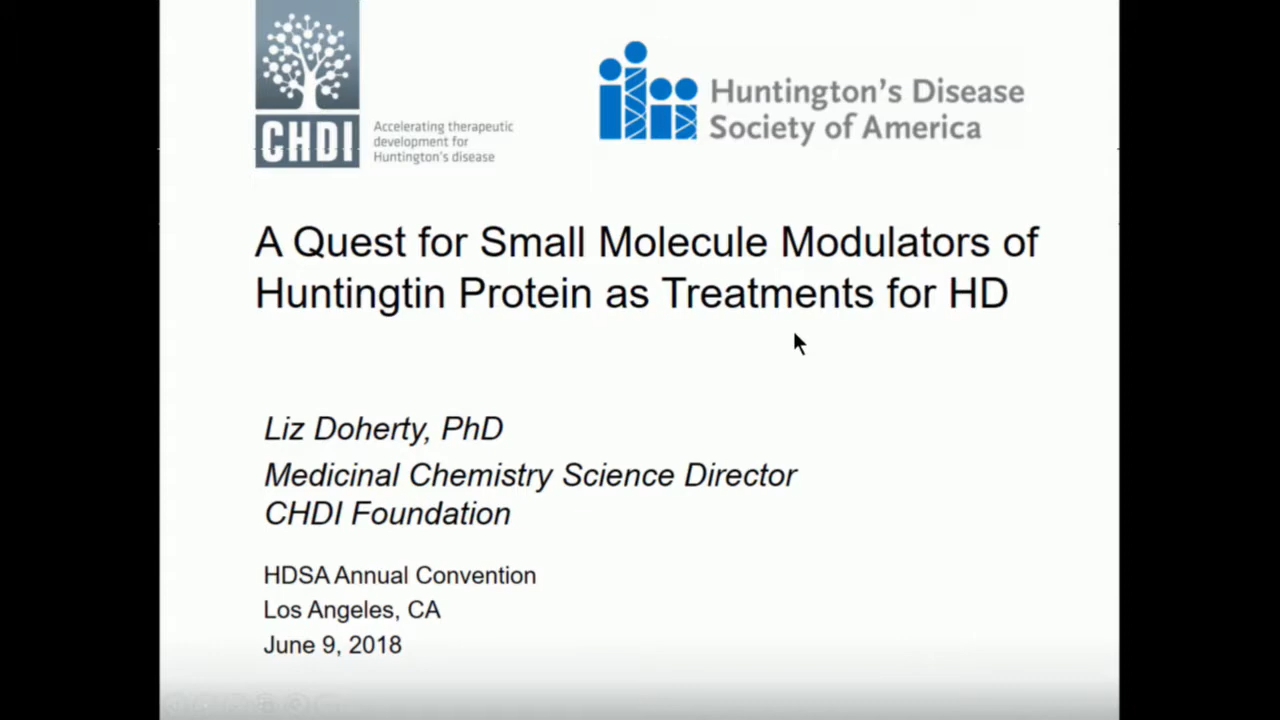 CHDI
Accelerating therapeutic
development for
Huntington's disease
Huntington's Disease
Society of America
A Quest for Small Molecule Modulators of
Huntingtin Protein as Treatments for HD
Liz Doherty, PhD
Medicinal Chemistry Science Director
CHDI Foundation
HDSA Annual Convention
Los Angeles, CA
June 9, 2018